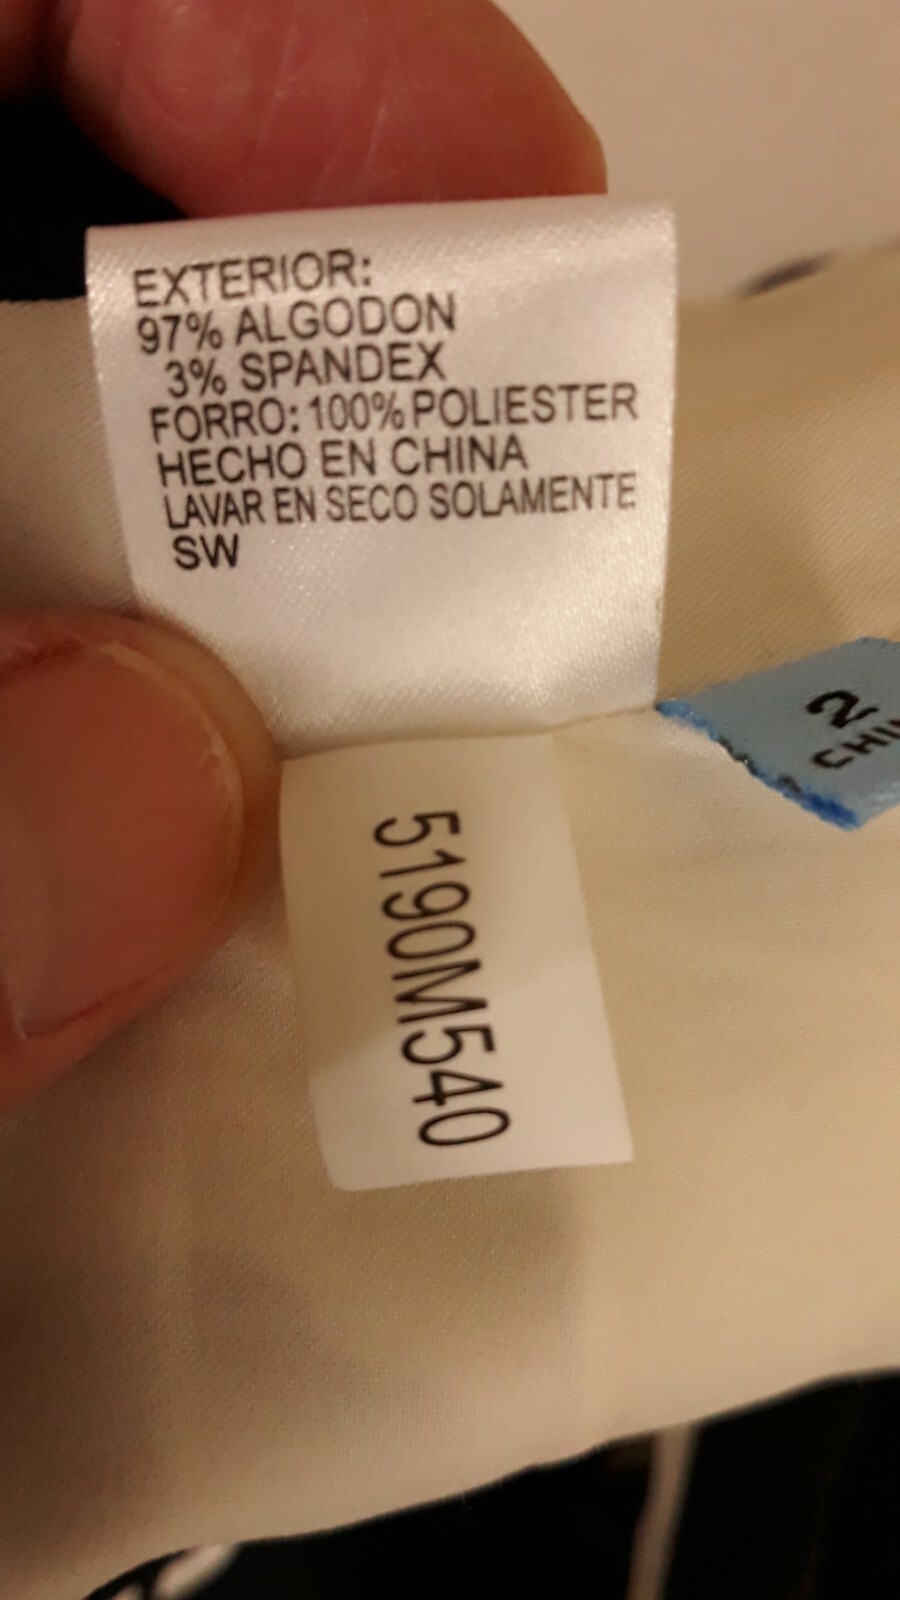 EXTERIOR:
97% ALGODON
3% SPANDEX
FORRO: 100% POLIESTER
HECHO EN CHINA
LAVAR EN SECO SOLAMENTE
SW
2
5190M540